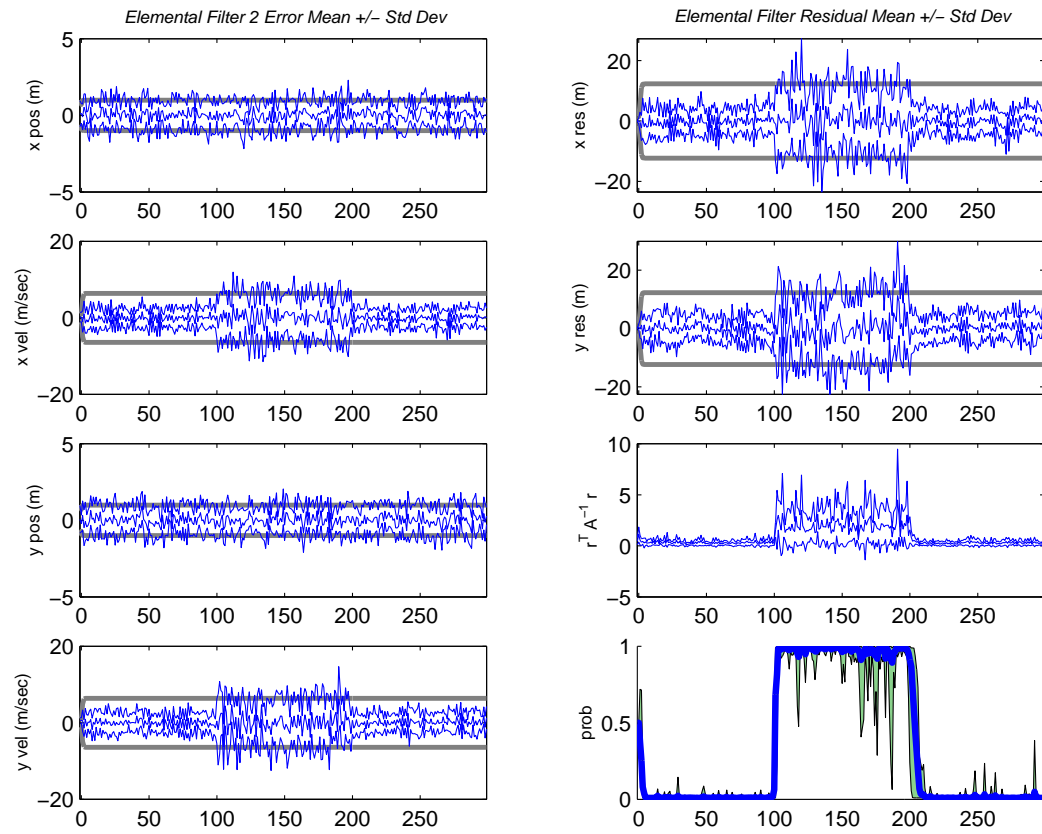 Elemental Filter 2 Error Mean +/− Std Dev
5
0
−5
x pos (m)
0 50 100 150 200 250
20
0
−20
x vel (m/sec)
0 50 100 150 200 250
5
0
−5
y pos (m)
0 50 100 150 200 250
20
0
−20
y vel (m/sec)
0 50 100 150 200 250
Elemental Filter Residual Mean +/− Std Dev
20
0
−20
x res (m)
0 50 100 150 200 250
20
0
−20
y res (m)
0 50 100 150 200 250
10
5
0
−5
r^T A^−1 r
0 50 100 150 200 250
1
0.5
0
prob
0 50 100 150 200 250